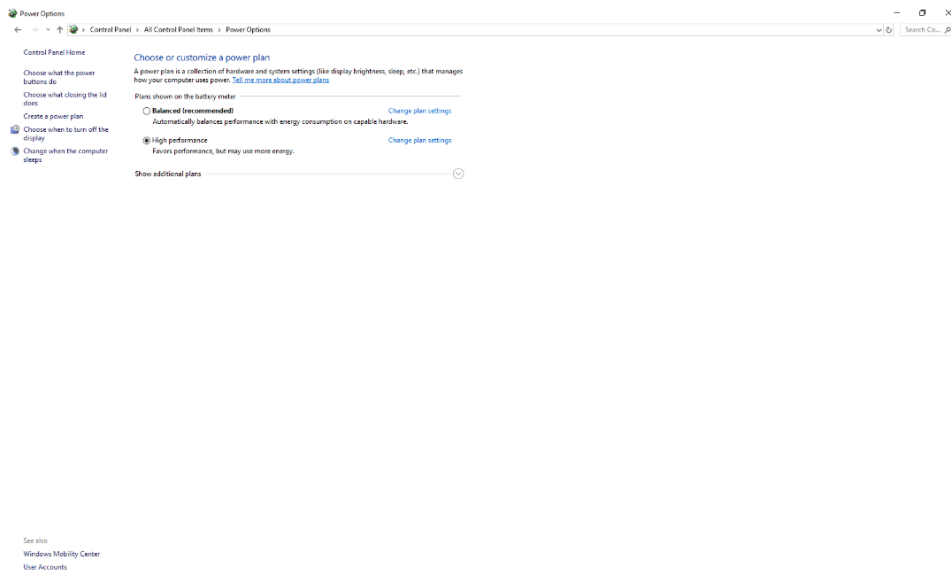 Power Options
Control Panel › All Control Panel Items › Power Options
Search Co...
Control Panel Home
Choose what the power
buttons do
Choose what closing the lid
does
Create a power plan
Choose when to turn off the
display
Change when the computer
sleeps
Choose or customize a power plan
A power plan is a collection of hardware and system settings (like display brightness, sleep, etc.) that manages
how your computer uses power. Tell me more about power plans
Plans shown on the battery meter
Balanced (recommended) Change plan settings
Automatically balances performance with energy consumption on capable hardware.
High performance Change plan settings
Favors performance, but may use more energy.
Show additional plans
See also
Windows Mobility Center
User Accounts